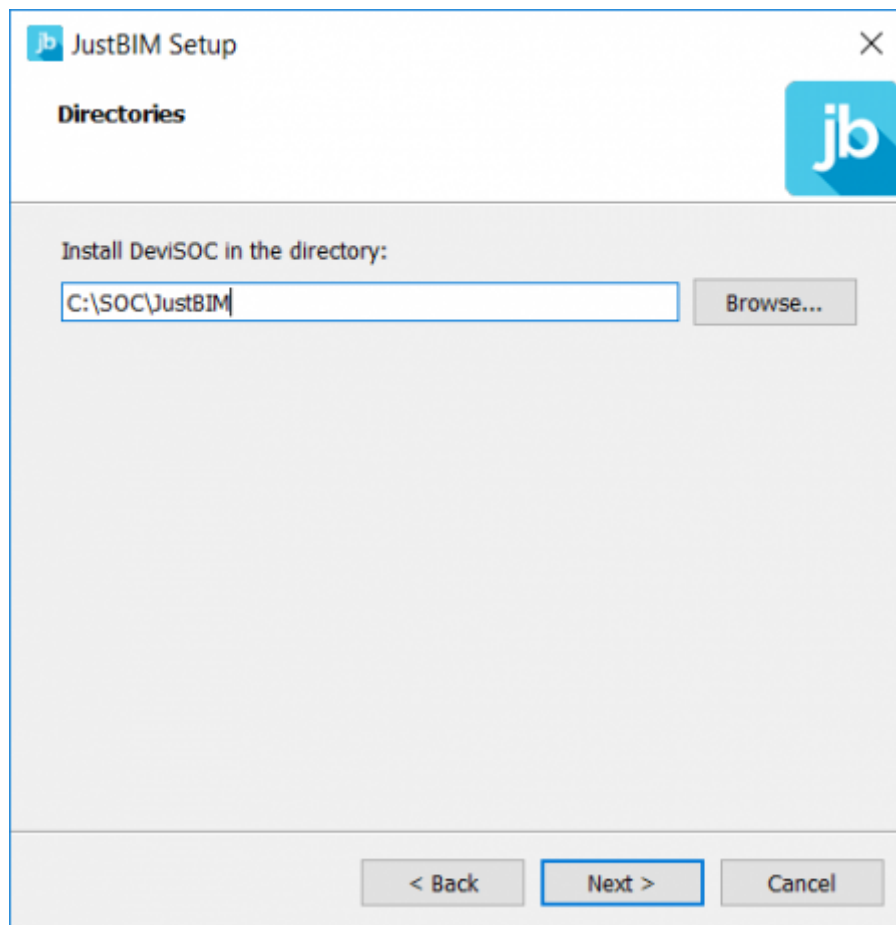 jb JustBIM Setup
Directories
jb
Install DeviSOC in the directory:
C:\SOC\JustBIM
Browse...
< Back
Next >
Cancel